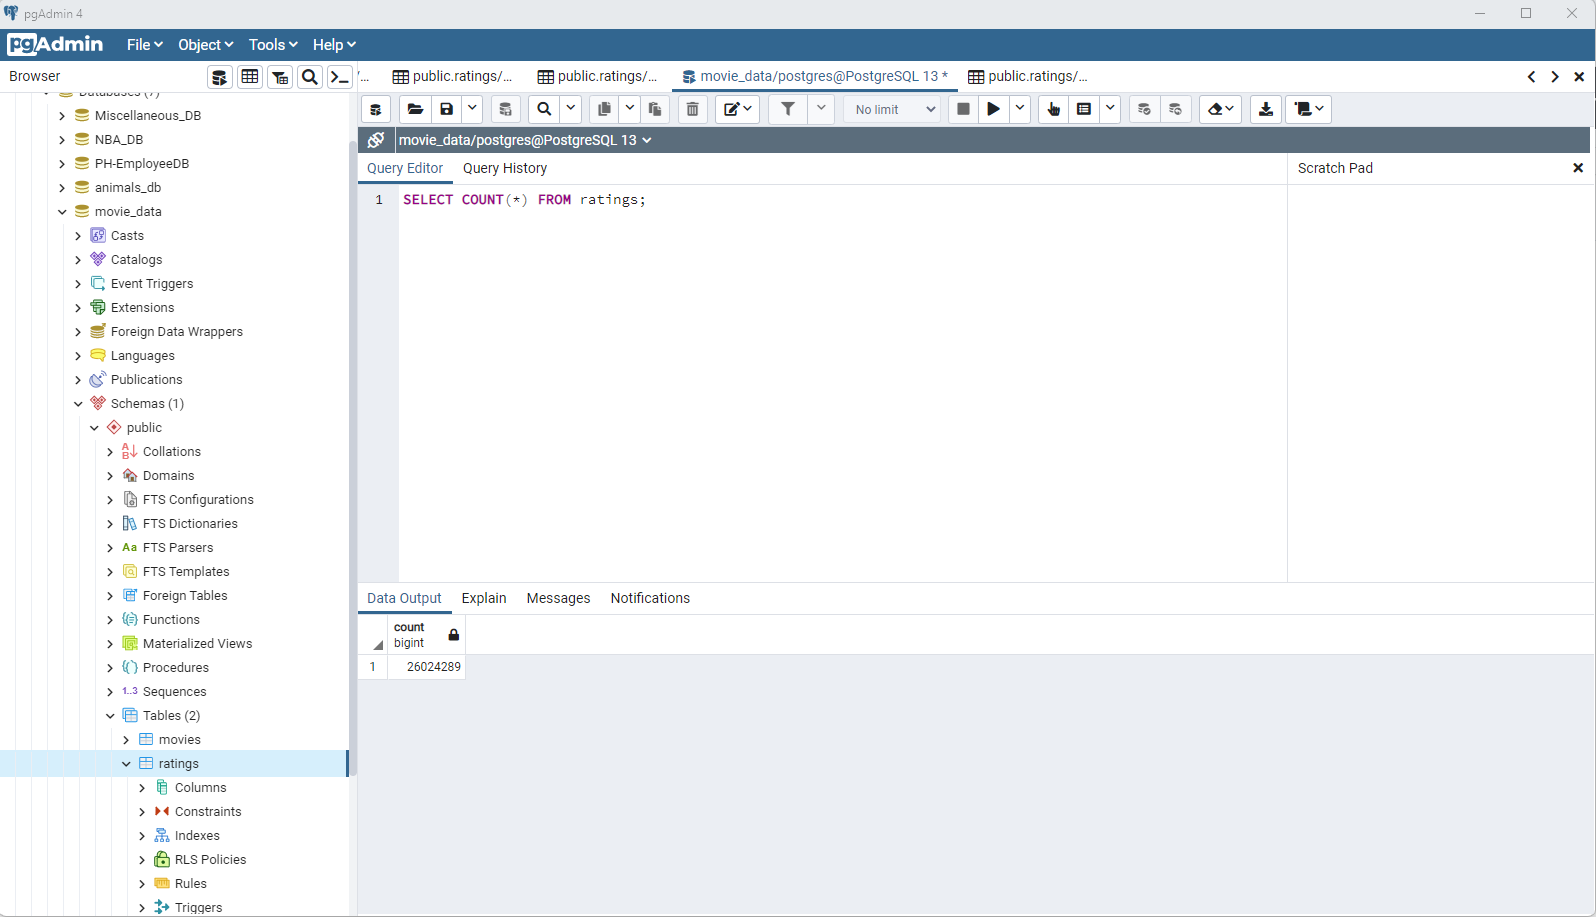 pgAdmin 4
pgAdmin File Object Tools Help
Browser
/...
public.ratings/...
public.ratings/...
movie_data/postgres@PostgreSQL 13 *
public.ratings/...
No limit
movie_data/postgres@PostgreSQL 13
Query Editor Query History
Scratch Pad
1 SELECT COUNT(*) FROM ratings;
Databases (7)
Miscellaneous_DB
NBA_DB
PH-EmployeeDB
animals_db
movie_data
Casts
Catalogs
Event Triggers
Extensions
Foreign Data Wrappers
Languages
Publications
Schemas (1)
public
Collations
Domains
FTS Configurations
FTS Dictionaries
Aa FTS Parsers
FTS Templates
Foreign Tables
Functions
Materialized Views
Procedures
1..3 Sequences
Tables (2)
movies
ratings
Columns
Constraints
Indexes
RLS Policies
Rules
Triggers
Data Output Explain Messages Notifications
count
bigint
1 26024289